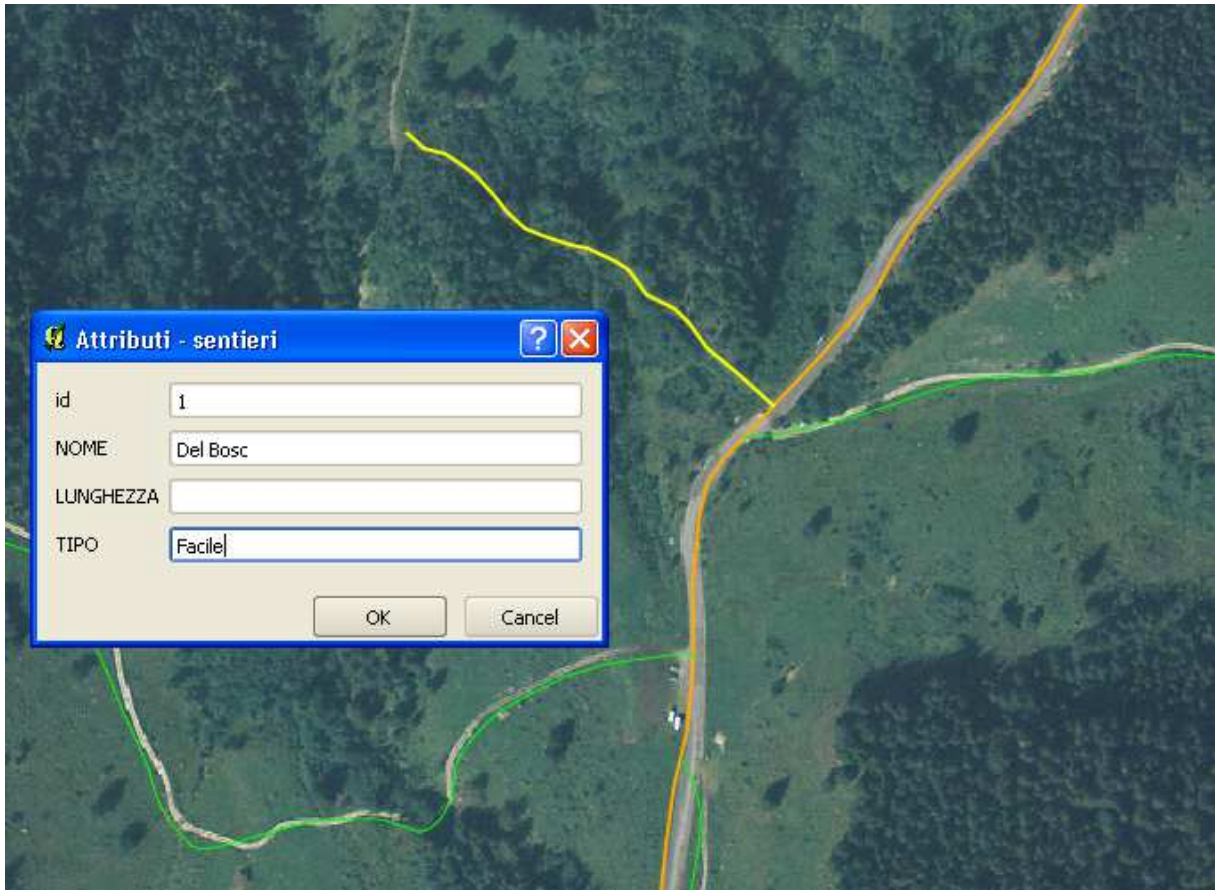 Attributi - sentieri
id 1
NOME Del Bosc
LUNGHEZZA
TIPO Facile
OK Cancel